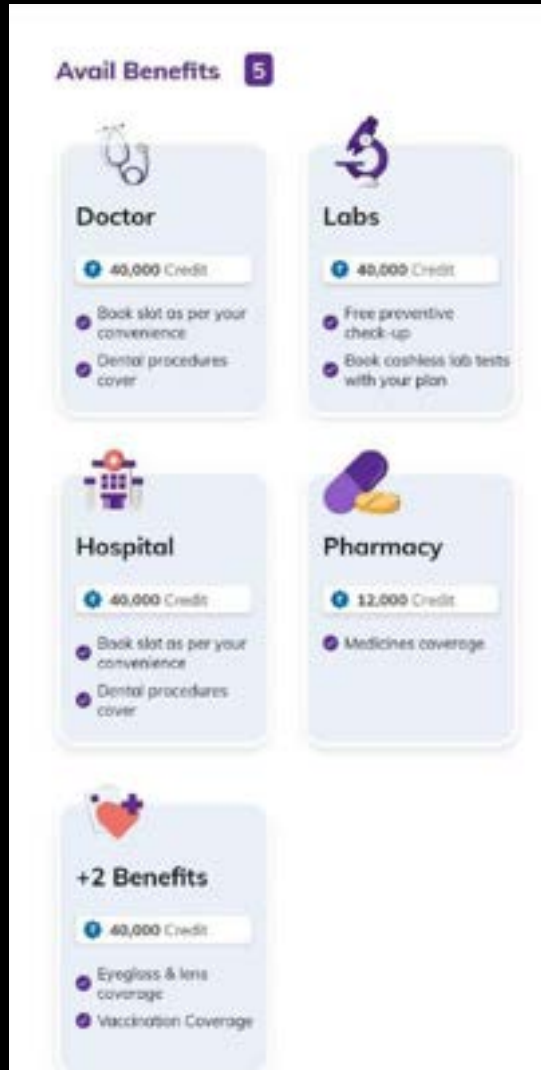 Avail Benefits 5
Doctor
₹ 40,000 Credit
Book slot as per your
convenience
Dental procedures
cover
Labs
₹ 40,000 Credit
Free preventive
check-up
Book cashless lab tests
with your plan
Hospital
₹ 40,000 Credit
Book slot as per your
convenience
Dental procedures
cover
Pharmacy
₹ 12,000 Credit
Medicines coverage
+2 Benefits
₹ 40,000 Credit
Eyeglass & lens
coverage
Vaccination Coverage